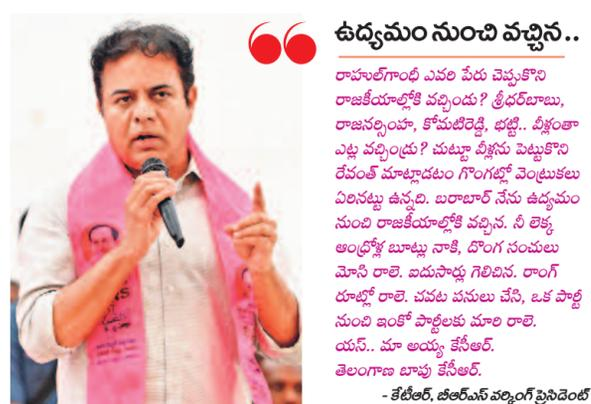 ఉద్యమం నుంచి వచ్చిన..
రాహుల్‌గాంధీ ఎవరి పేరు చెప్పుకొని
రాజకీయాల్లోకి వచ్చిండు? శ్రీధర్‌బాబు,
రాజనర్సింహ, కోమటిరెడ్డి, భట్టి.. వీళ్లంతా
ఎట్ల వచ్చిండ్రు? చుట్టూ వీళ్లను పెట్టుకొని
రేవంత్ మాట్లాడటం గొంగట్లో వెంట్రుకలు
ఏరినట్టు ఉన్నది. బరాబార్ నేను ఉద్యమం
నుంచి రాజకీయాల్లోకి వచ్చిన. నీ లెక్క
ఆంధ్రోళ్ల బూట్లు నాకి, దొంగ సంచులు
మోసి రాలె. ఐదుసార్లు గెలిచిన. రాంగ్
రూట్లో రాలె. చవట పనులు చేసి, ఒక పార్టీ
నుంచి ఇంకో పార్టీలకు మారి రాలె.
యస్.. మా అయ్య కేసీఆర్.
తెలంగాణ బాపు కేసీఆర్.
- కేటీఆర్, బీఆర్ఎస్ వర్కింగ్ ప్రెసిడెంట్